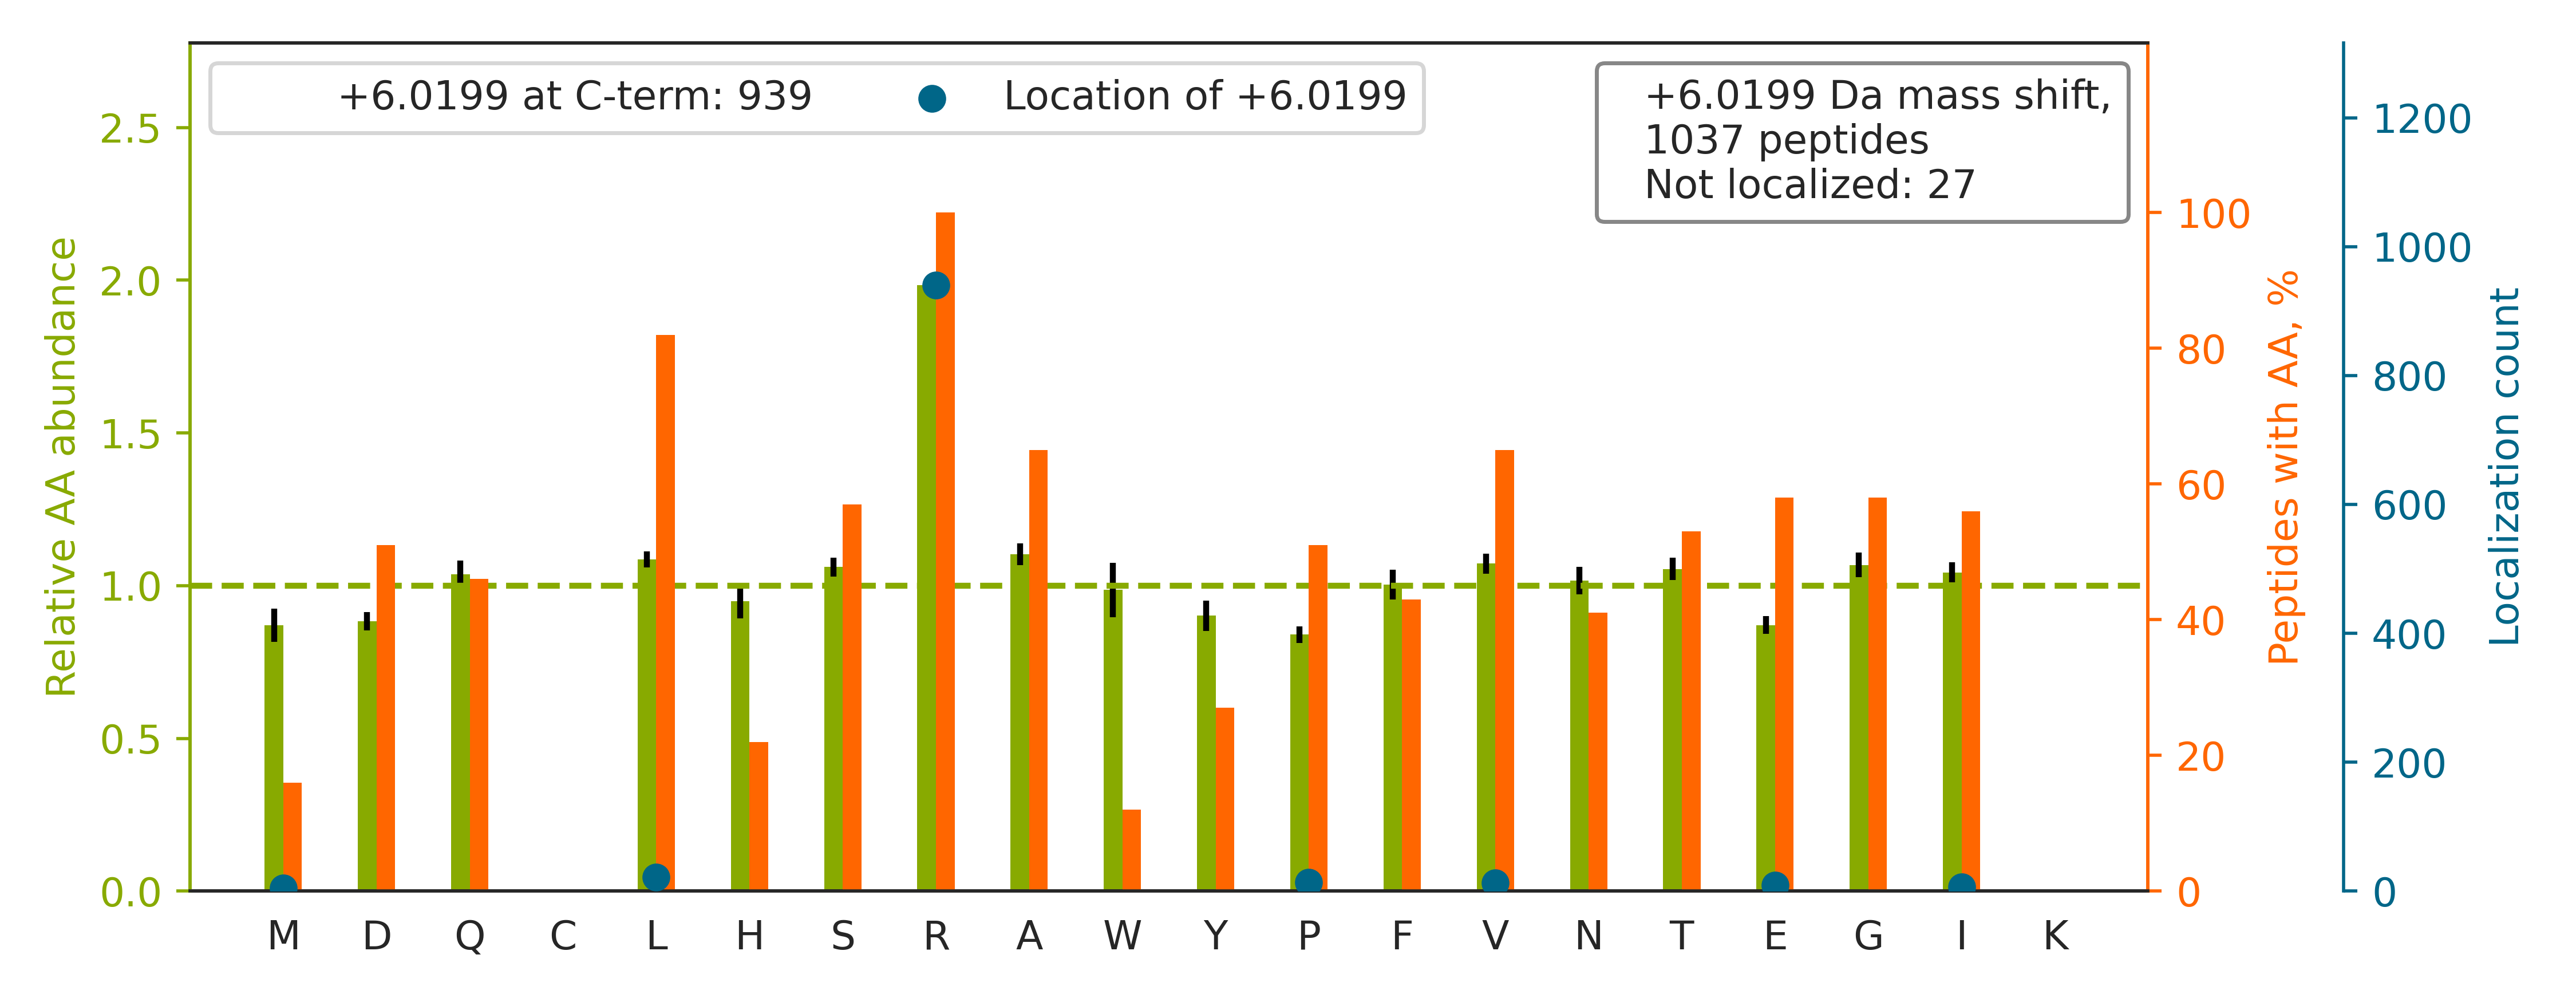 +6.0199 at C-term: 939
Location of +6.0199
+6.0199 Da mass shift,
1037 peptides
Not localized: 27
Relative AA abundance
2.5
2.0
1.5
1.0
0.5
0.0
M D Q C L H S R A W Y P F V N T E G I K
100
80
60
40
20
0
Peptides with AA, %
1200
1000
800
600
400
200
0
Localization count